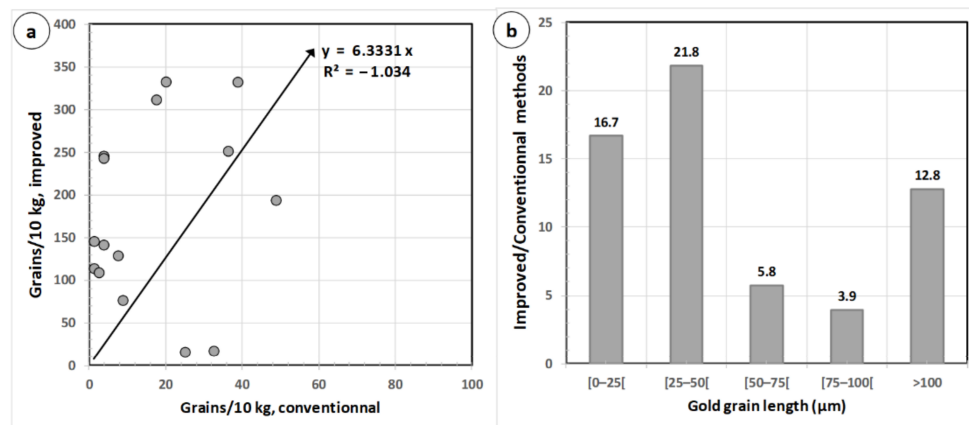 a
400
350
300
250
200
150
100
50
0
Grains/10 kg, improved
y = 6.3331 x
R² = – 1.034
0 20 40 60 80 100
Grains/10 kg, conventionnal
b
25
20
15
10
5
0
Improved/Conventionnal methods
16.7
21.8
5.8
3.9
12.8
[0–25[ [25–50[ [50–75[ [75–100[ >100
Gold grain length (µm)